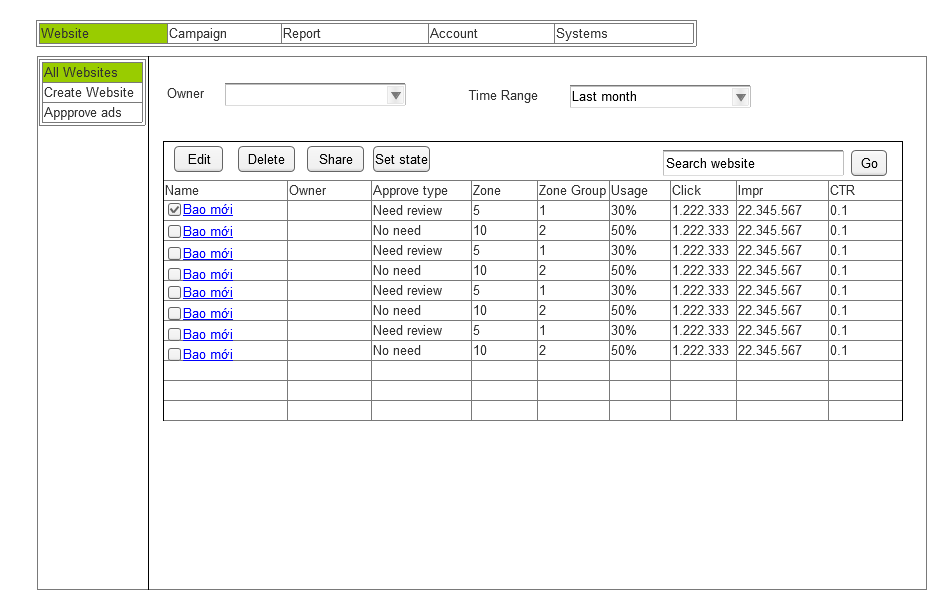 Website Campaign Report Account Systems
All Websites
Create Website
Appprove ads
Owner Time Range Last month
Edit Delete Share Set state Search website Go
Name Owner Approve type Zone Zone Group Usage Click Impr CTR
Bao mới Need review 5 1 30% 1.222.333 22.345.567 0.1
Bao mới No need 10 2 50% 1.222.333 22.345.567 0.1
Bao mới Need review 5 1 30% 1.222.333 22.345.567 0.1
Bao mới No need 10 2 50% 1.222.333 22.345.567 0.1
Bao mới Need review 5 1 30% 1.222.333 22.345.567 0.1
Bao mới No need 10 2 50% 1.222.333 22.345.567 0.1
Bao mới Need review 5 1 30% 1.222.333 22.345.567 0.1
Bao mới No need 10 2 50% 1.222.333 22.345.567 0.1